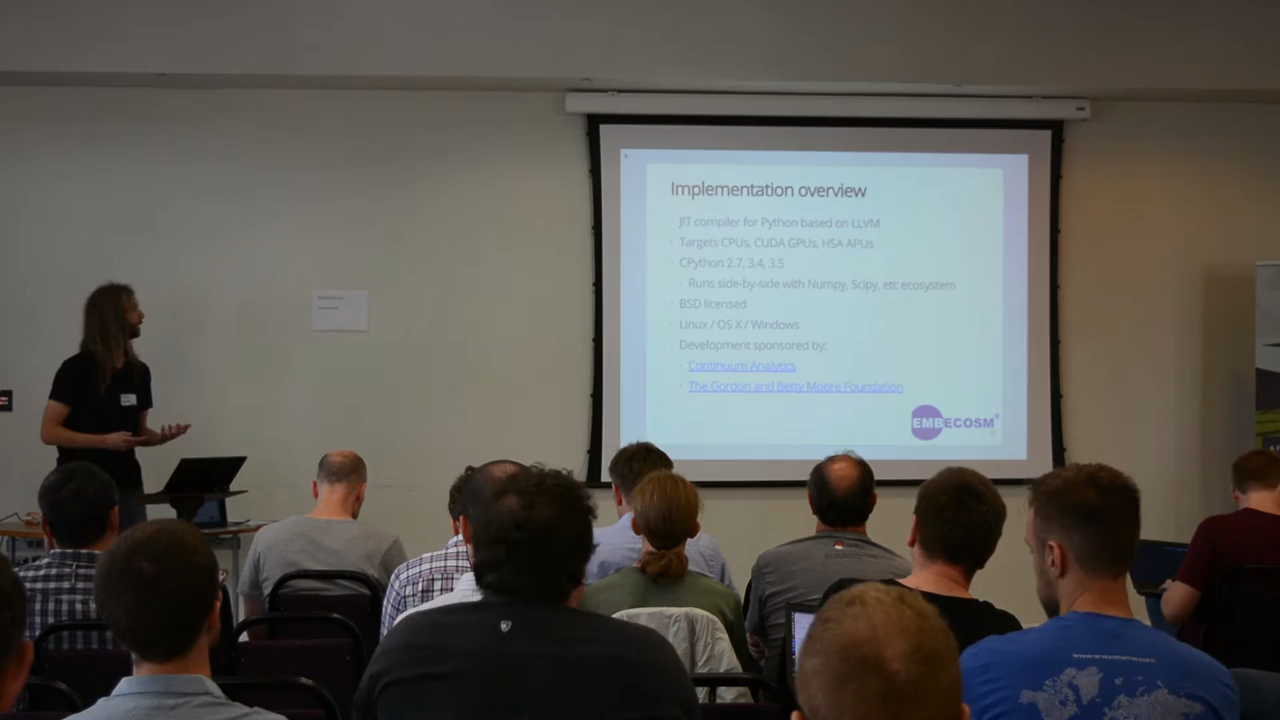 Implementation overview
JIT compiler for Python based on LLVM
Targets CPUs, CUDA GPUs, HSA APUs
CPython 2.7, 3.4, 3.5
Runs side-by-side with Numpy, Scipy, etc ecosystem
BSD licensed
Linux / OS X / Windows
Development sponsored by:
Continuum Analytics
The Gordon and Betty Moore Foundation
EMBECOSM®